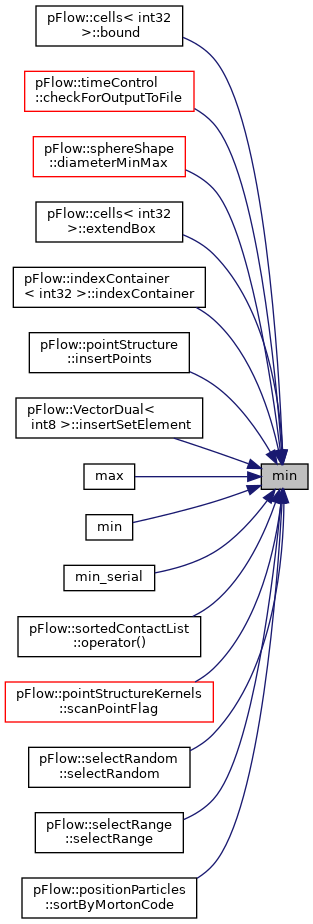 pFlow::cells< int32
>::bound
pFlow::timeControl
::checkForOutputToFile
pFlow::sphereShape
::diameterMinMax
pFlow::cells< int32
>::extendBox
pFlow::indexContainer
< int32 >::indexContainer
pFlow::pointStructure
::insertPoints
pFlow::VectorDual<
int8 >::insertSetElement
max
min
min
min_serial
pFlow::sortedContactList
::operator()
pFlow::pointStructureKernels
::scanPointFlag
pFlow::selectRandom
::selectRandom
pFlow::selectRange
::selectRange
pFlow::positionParticles
::sortByMortonCode